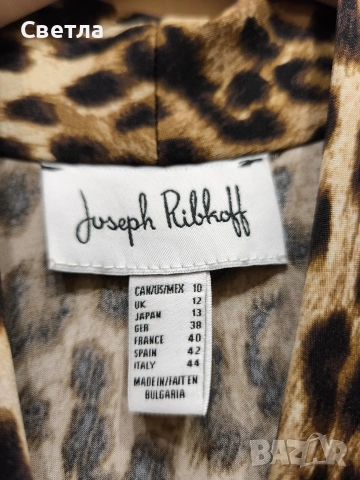 Светла
Joseph Ribkoff
CAN/US/MEX 10
UK 12
JAPAN 13
GER 38
FRANCE 40
SPAIN 42
ITALY 44
MADE IN/FAIT EN
BULGARIA
BAZAR